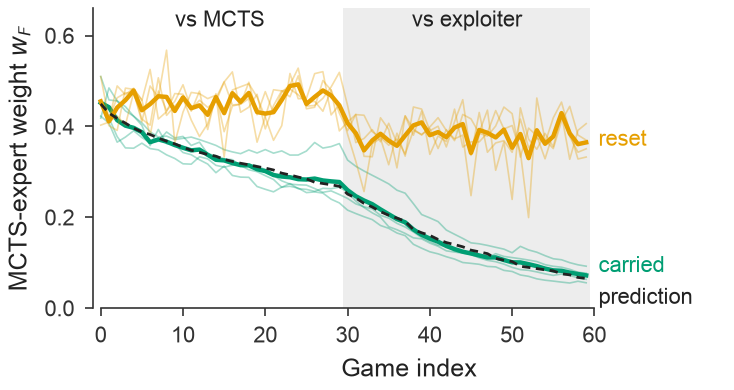 vs MCTS
vs exploiter
MCTS-expert weight w_F
0.6
0.4
0.2
0.0
reset
carried
prediction
0
10
20
30
40
50
60
Game index